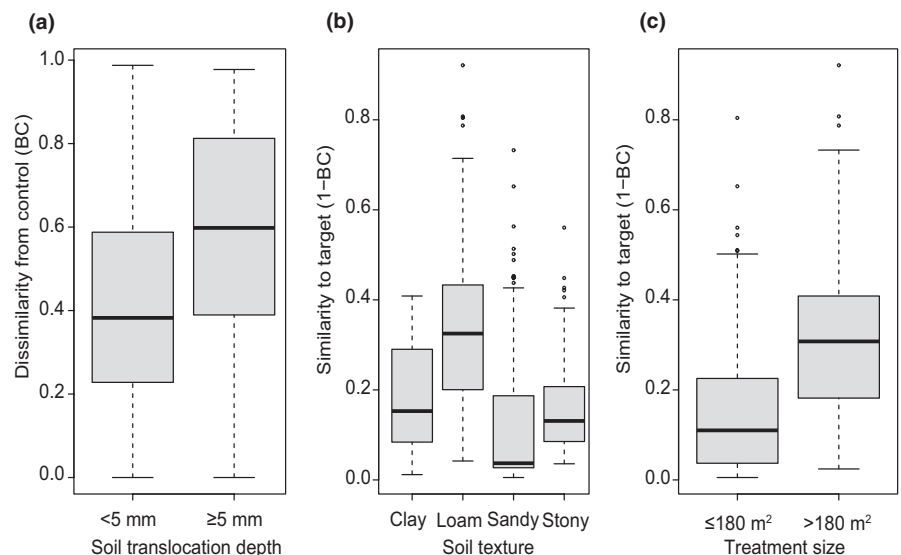 (a)
Dissimilarity from control (BC)
1.0
0.8
0.6
0.4
0.2
0.0
<5 mm
≥5 mm
Soil translocation depth
(b)
Similarity to target (1−BC)
0.8
0.6
0.4
0.2
0.0
Clay
Loam
Sandy
Stony
Soil texture
(c)
Similarity to target (1−BC)
0.8
0.6
0.4
0.2
0.0
≤180 m²
>180 m²
Treatment size